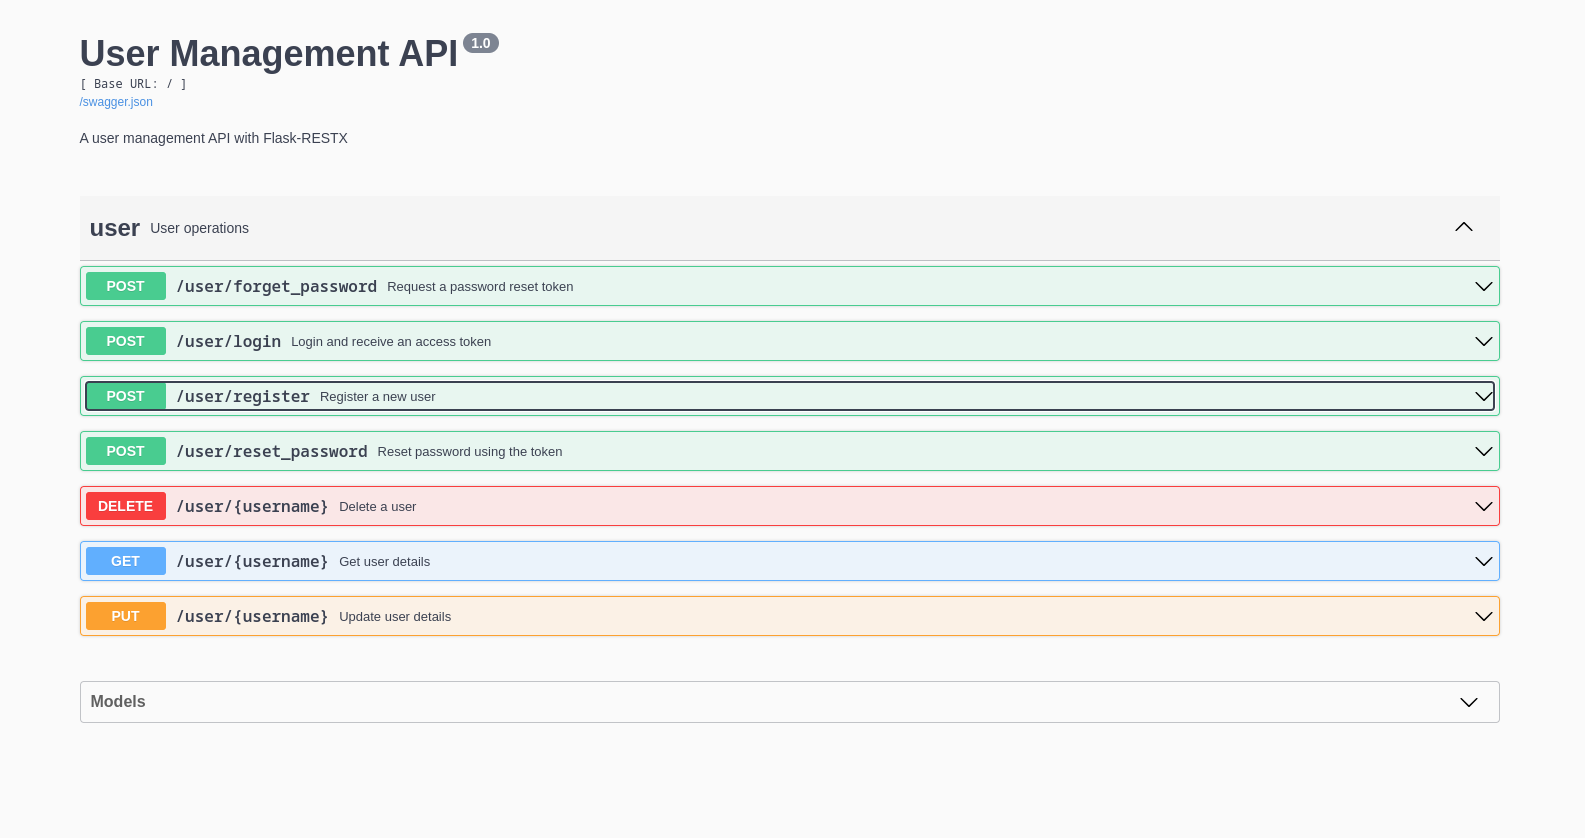 User Management API 1.0
[ Base URL: / ]
/swagger.json
A user management API with Flask-RESTX
user User operations
POST /user/forget_password Request a password reset token
POST /user/login Login and receive an access token
POST /user/register Register a new user
POST /user/reset_password Reset password using the token
DELETE /user/{username} Delete a user
GET /user/{username} Get user details
PUT /user/{username} Update user details
Models